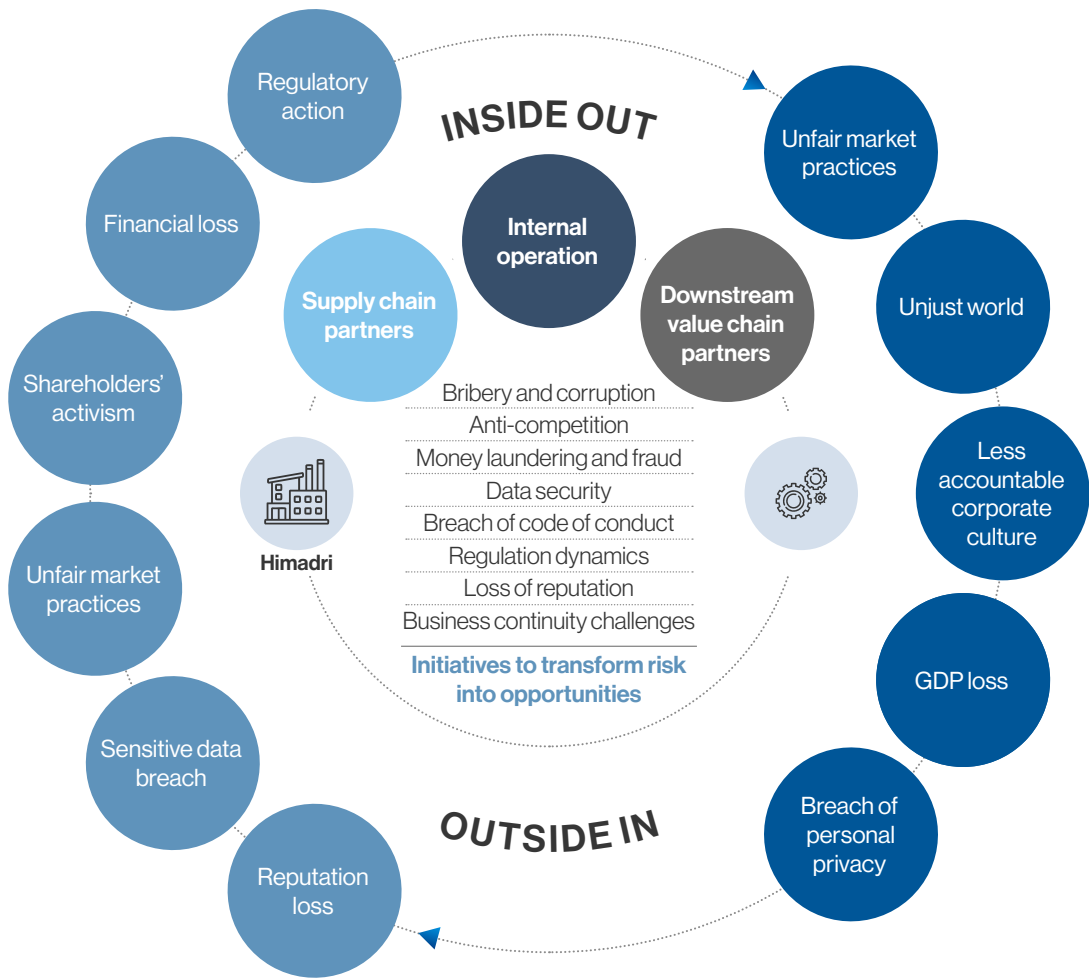 Regulatory
action
INSIDE OUT
Unfair market
practices
Financial loss
Internal
operation
Supply chain
partners
Downstream
value chain
partners
Unjust world
Shareholders’
activism
Bribery and corruption
Anti-competition
Money laundering and fraud
Data security
Breach of code of conduct
Regulation dynamics
Loss of reputation
Business continuity challenges
Initiatives to transform risk
into opportunities
Himadri
Less
accountable
corporate
culture
Unfair market
practices
GDP loss
Sensitive data
breach
OUTSIDE IN
Breach of
personal
privacy
Reputation
loss